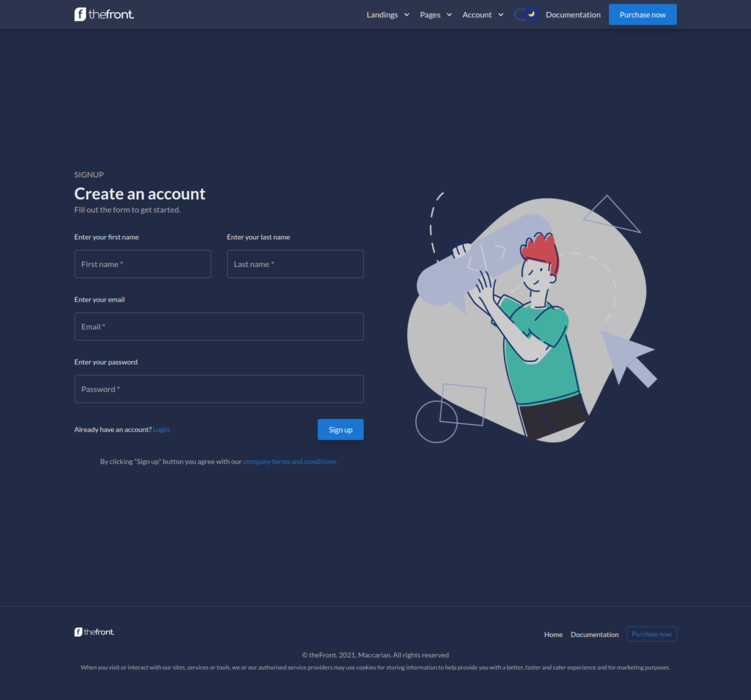 thefront.
Landings
Pages
Account
Documentation
Purchase now
SIGNUP
Create an account
Fill out the form to get started.
Enter your first name
Enter your last name
First name *
Last name *
Enter your email
Email *
Enter your password
Password *
Already have an account? Login.
Sign up
By clicking "Sign up" button you agree with our company terms and conditions.
thefront.
Home
Documentation
Purchase now
© theFront. 2021, Maccarian. All rights reserved
When you visit or interact with our sites, services or tools, we or our authorised service providers may use cookies for storing information to help provide you with a better, faster and safer experience and for marketing purposes.